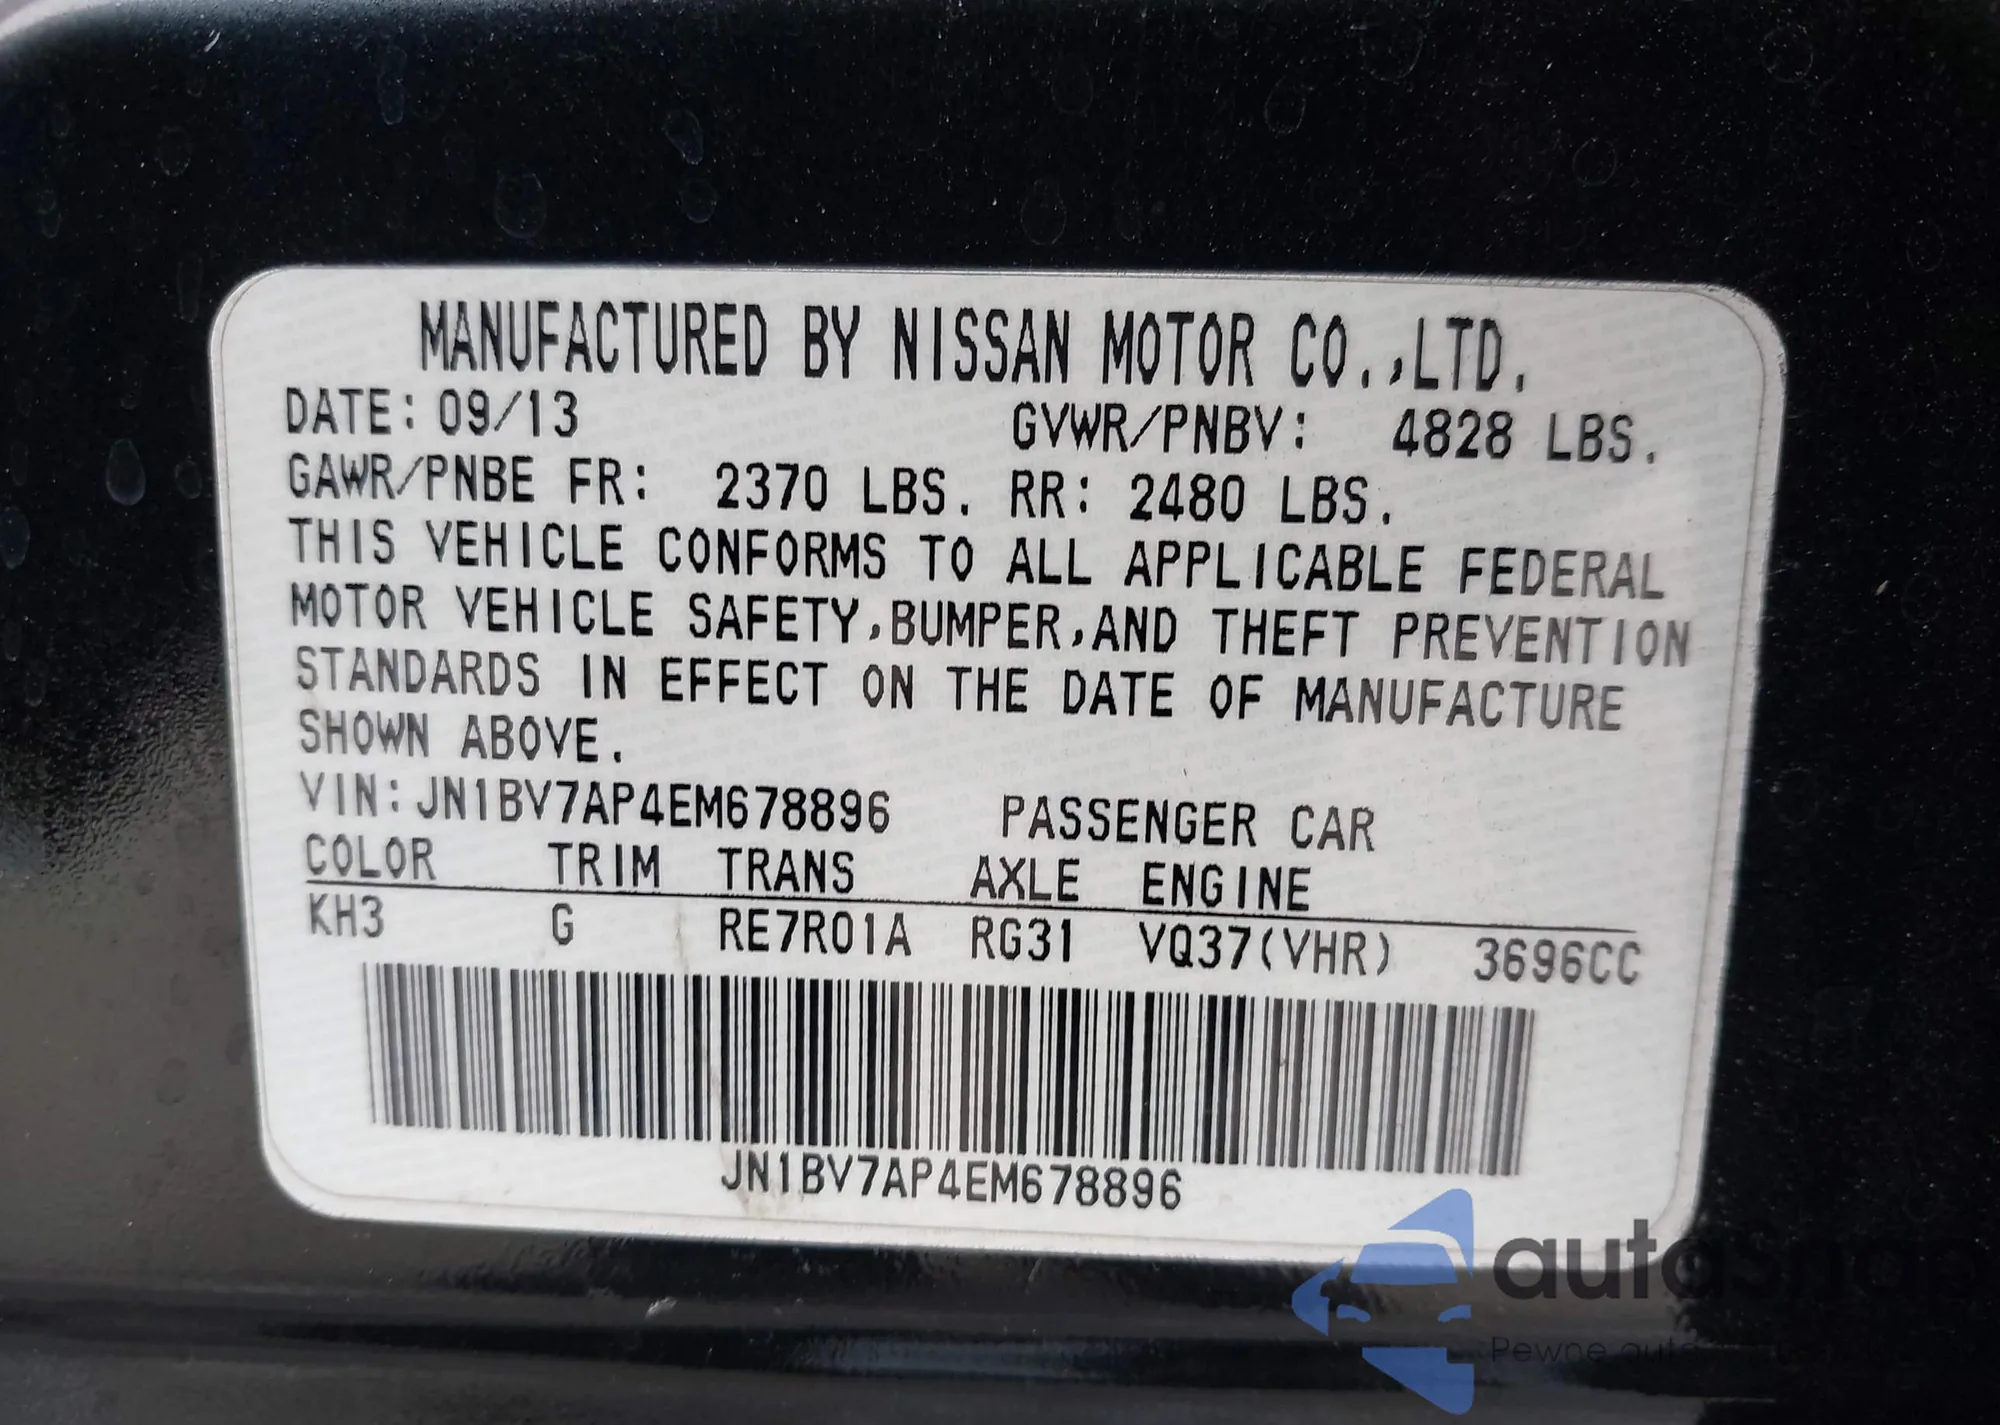 MANUFACTURED BY NISSAN MOTOR CO.,LTD.
DATE: 09/13 GVWR/PNBV: 4828 LBS.
GAWR/PNBE FR: 2370 LBS. RR: 2480 LBS.
THIS VEHICLE CONFORMS TO ALL APPLICABLE FEDERAL
MOTOR VEHICLE SAFETY,BUMPER,AND THEFT PREVENTION
STANDARDS IN EFFECT ON THE DATE OF MANUFACTURE
SHOWN ABOVE.
VIN:JN1BV7AP4EM678896 PASSENGER CAR
COLOR TRIM TRANS AXLE ENGINE
KH3 G RE7R01A RG31 VQ37(VHR) 3696CC
JN1BV7AP4EM678896
autaShop
Pewne auta